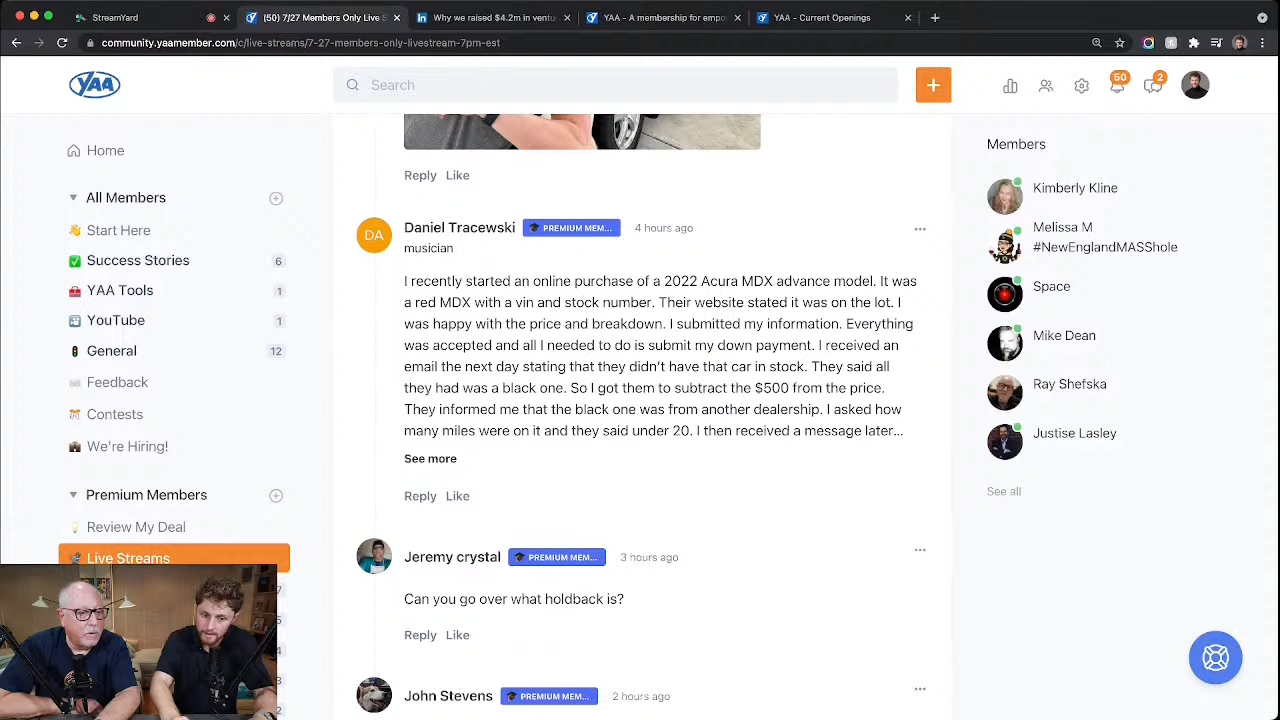 StreamYard
(50) 7/27 Members Only Live S
Why we raised $4.2m in ventu
YAA - A membership for empo
YAA - Current Openings
community.yaamember.com/c/live-streams/7-27-members-only-livestream-7pm-est
YAA
Search
50
2
Home
All Members
Start Here
Success Stories 6
YAA Tools 1
YouTube 1
General 12
Feedback
Contests
We're Hiring!
Premium Members
Review My Deal
Live Streams
Reply Like
DA
Daniel Tracewski PREMIUM MEM... 4 hours ago
musician
I recently started an online purchase of a 2022 Acura MDX advance model. It was
a red MDX with a vin and stock number. Their website stated it was on the lot. I
was happy with the price and breakdown. I submitted my information. Everything
was accepted and all I needed to do is submit my down payment. I received an
email the next day stating that they didn't have that car in stock. They said all
they had was a black one. So I got them to subtract the $500 from the price.
They informed me that the black one was from another dealership. I asked how
many miles were on it and they said under 20. I then received a message later...
See more
Reply Like
Jeremy crystal PREMIUM MEM... 3 hours ago
Can you go over what holdback is?
Reply Like
John Stevens PREMIUM MEM... 2 hours ago
Members
Kimberly Kline
Melissa M
#NewEnglandMASShole
Space
Mike Dean
Ray Shefska
Justise Lasley
See all